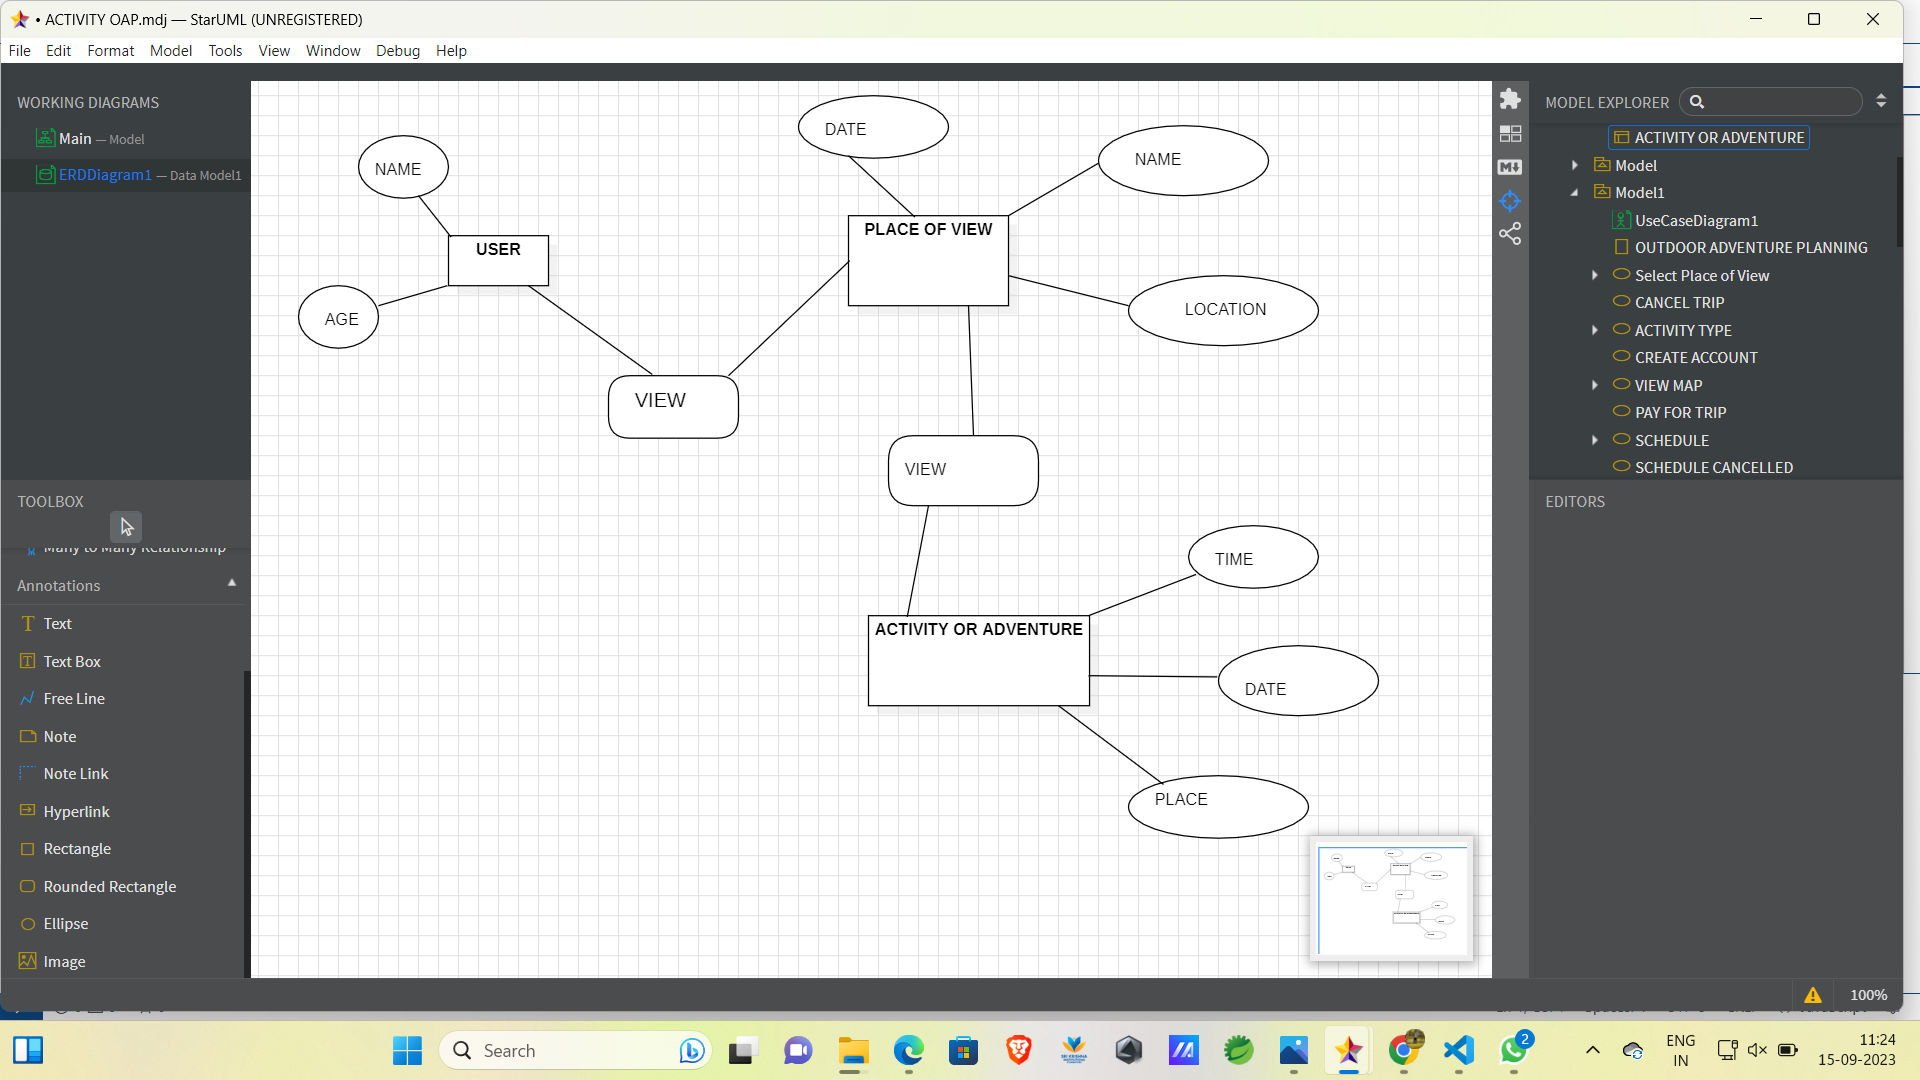 • ACTIVITY OAP.mdj — StarUML (UNREGISTERED)
File Edit Format Model Tools View Window Debug Help
WORKING DIAGRAMS
Main — Model
ERDDiagram1 — Data Model1
TOOLBOX
Many to Many Relationship
Annotations
Text
Text Box
Free Line
Note
Note Link
Hyperlink
Rectangle
Rounded Rectangle
Ellipse
Image
DATE
NAME
NAME
USER
PLACE OF VIEW
AGE
LOCATION
VIEW
VIEW
TIME
ACTIVITY OR ADVENTURE
DATE
PLACE
MODEL EXPLORER
ACTIVITY OR ADVENTURE
Model
Model1
UseCaseDiagram1
OUTDOOR ADVENTURE PLANNING
Select Place of View
CANCEL TRIP
ACTIVITY TYPE
CREATE ACCOUNT
VIEW MAP
PAY FOR TRIP
SCHEDULE
SCHEDULE CANCELLED
EDITORS
100%
Search
2
ENG
IN
11:24
15-09-2023